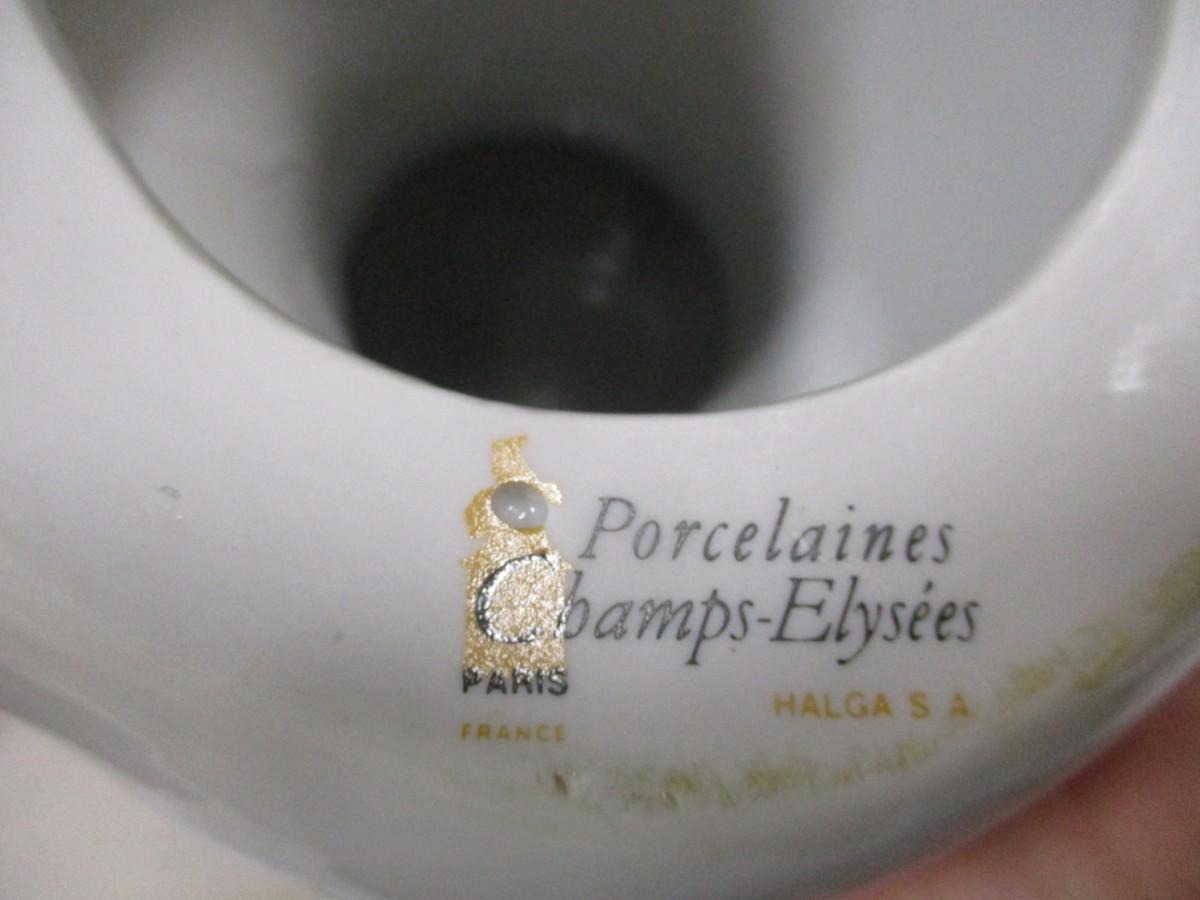 Porcelaines
Champs-Elysées
PARIS
HALGA S A
FRANCE